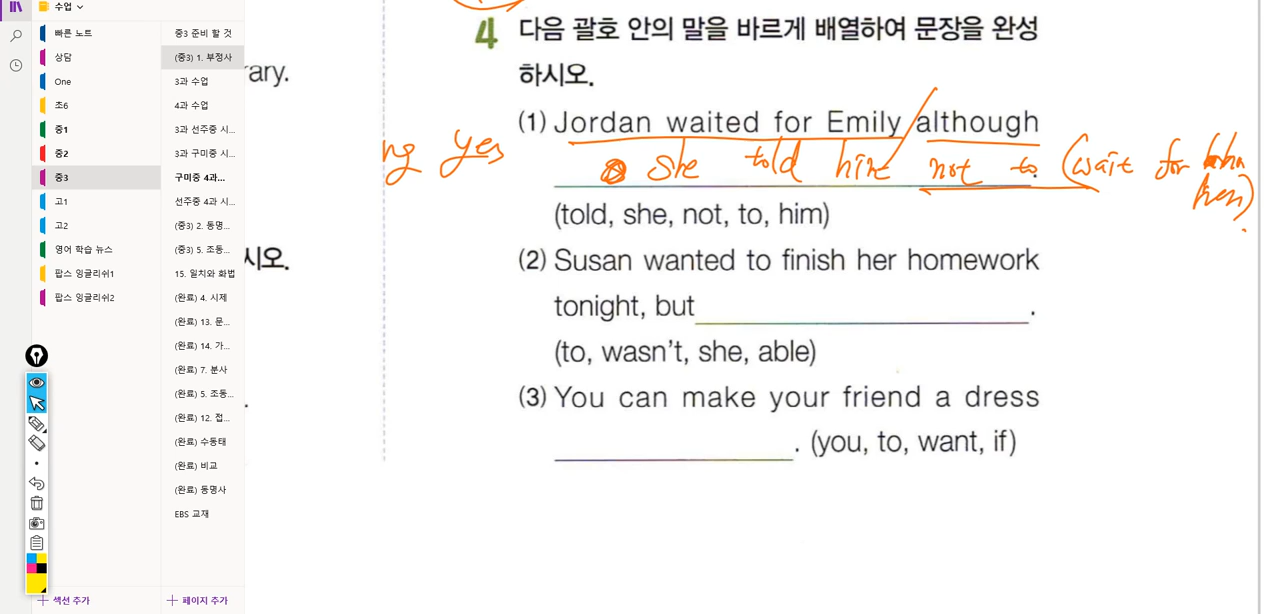 수업
빠른 노트
상담
One
초6
중1
중2
중3
고1
고2
영어 학습 뉴스
팝스 잉글리쉬1
팝스 잉글리쉬2
섹션 추가
중3 준비 할 것
(중3) 1. 부정사
3과 수업
4과 수업
3과 선주중 시...
3과 구미중 시...
구미중 4과...
선주중 4과 시...
(중3) 2. 동명...
(중3) 5. 조동...
15. 일치와 화법
(완료) 4. 시제
(완료) 13. 문...
(완료) 14. 가...
(완료) 7. 분사
(완료) 5. 조동...
(완료) 12. 접...
(완료) 수동태
(완료) 비교
(완료) 동명사
EBS 교재
페이지 추가
rary.
시오.
4 다음 괄호 안의 말을 바르게 배열하여 문장을 완성
하시오.
(1) Jordan waited for Emily although
yes she told him not to (wait for
her)
(told, she, not, to, him)
(2) Susan wanted to finish her homework
tonight, but .
(to, wasn't, she, able)
(3) You can make your friend a dress
. (you, to, want, if)